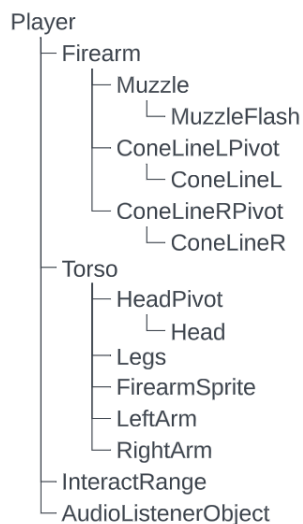 Player
Firearm
Muzzle
MuzzleFlash
ConeLineLPivot
ConeLineL
ConeLineRPivot
ConeLineR
Torso
HeadPivot
Head
Legs
FirearmSprite
LeftArm
RightArm
InteractRange
AudioListenerObject